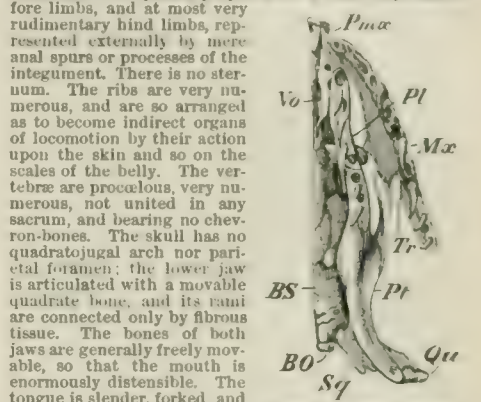 fore limbs, and at most very
rudimentary hind limbs, rep-
resented externally by mere
anal spurs or processes of the
integument. There is no ster-
num. The ribs are very nu-
merous, and are so arranged
as to become indirect organs
of locomotion by their action
upon the skin and so on the
scales of the belly. The ver-
tebræ are procœlous, very nu-
merous, not united in any
sacrum, and bearing no chev-
ron-bones. The skull has no
quadratojugal arch nor pari-
etal foramen; the lower jaw
is articulated with a movable
quadrate bone, and its rami
are connected only by fibrous
tissue. The bones of both
jaws are generally freely mov-
able, so that the mouth is
enormously distensible. The
tongue is slender, forked, and
Pmx
Vo
Pl
Mx
Tr
BS
Pt
BO
Qu
Sq